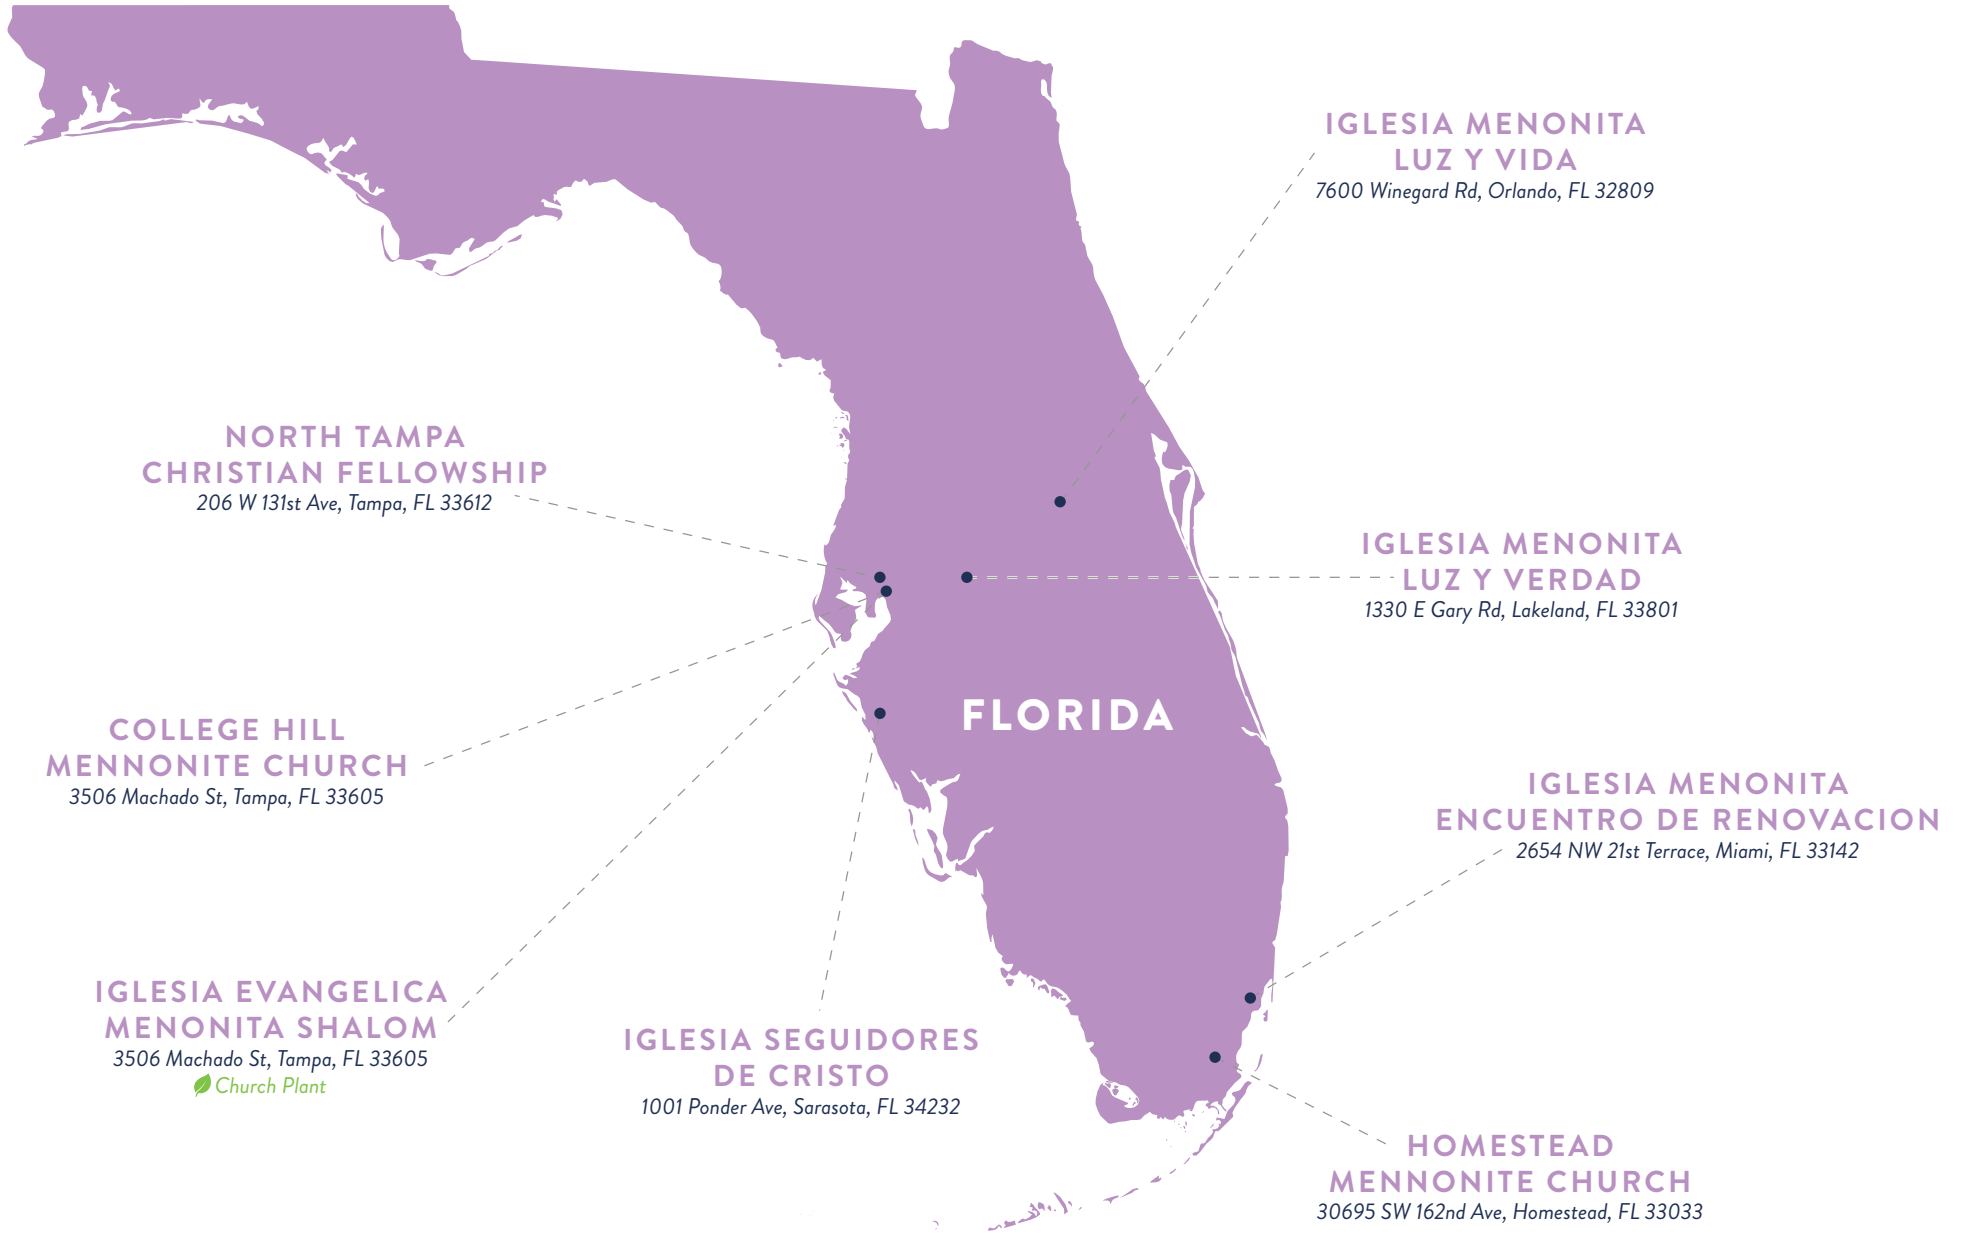 IGLESIA MENONITA
LUZ Y VIDA
7600 Winegard Rd, Orlando, FL 32809
NORTH TAMPA
CHRISTIAN FELLOWSHIP
206 W 131st Ave, Tampa, FL 33612
IGLESIA MENONITA
LUZ Y VERDAD
1330 E Gary Rd, Lakeland, FL 33801
FLORIDA
COLLEGE HILL
MENNONITE CHURCH
3506 Machado St, Tampa, FL 33605
IGLESIA MENONITA
ENCUENTRO DE RENOVACION
2654 NW 21st Terrace, Miami, FL 33142
IGLESIA EVANGELICA
MENONITA SHALOM
3506 Machado St, Tampa, FL 33605
Church Plant
IGLESIA SEGUIDORES
DE CRISTO
1001 Ponder Ave, Sarasota, FL 34232
HOMESTEAD
MENNONITE CHURCH
30695 SW 162nd Ave, Homestead, FL 33033